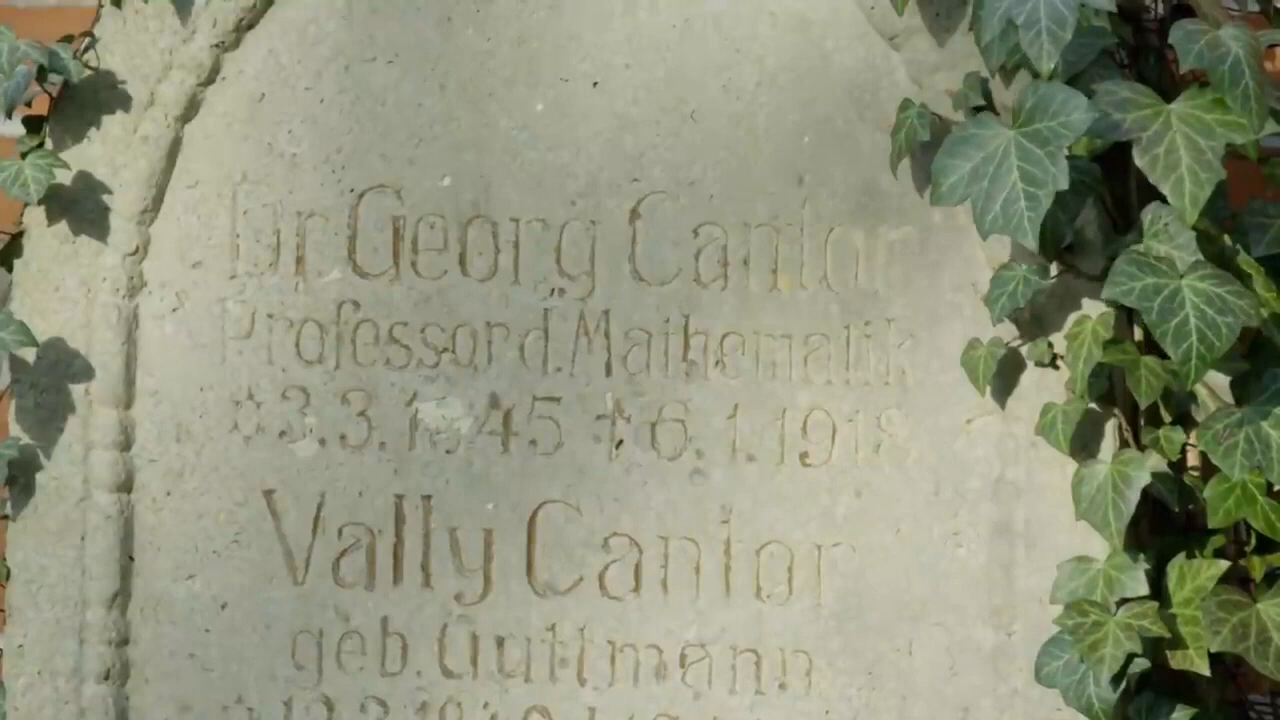 Dr. Georg Cantor
Professor d. Mathematik
* 3. 3. 1845 † 6. 1. 1918
Vally Cantor
geb. Guttmann